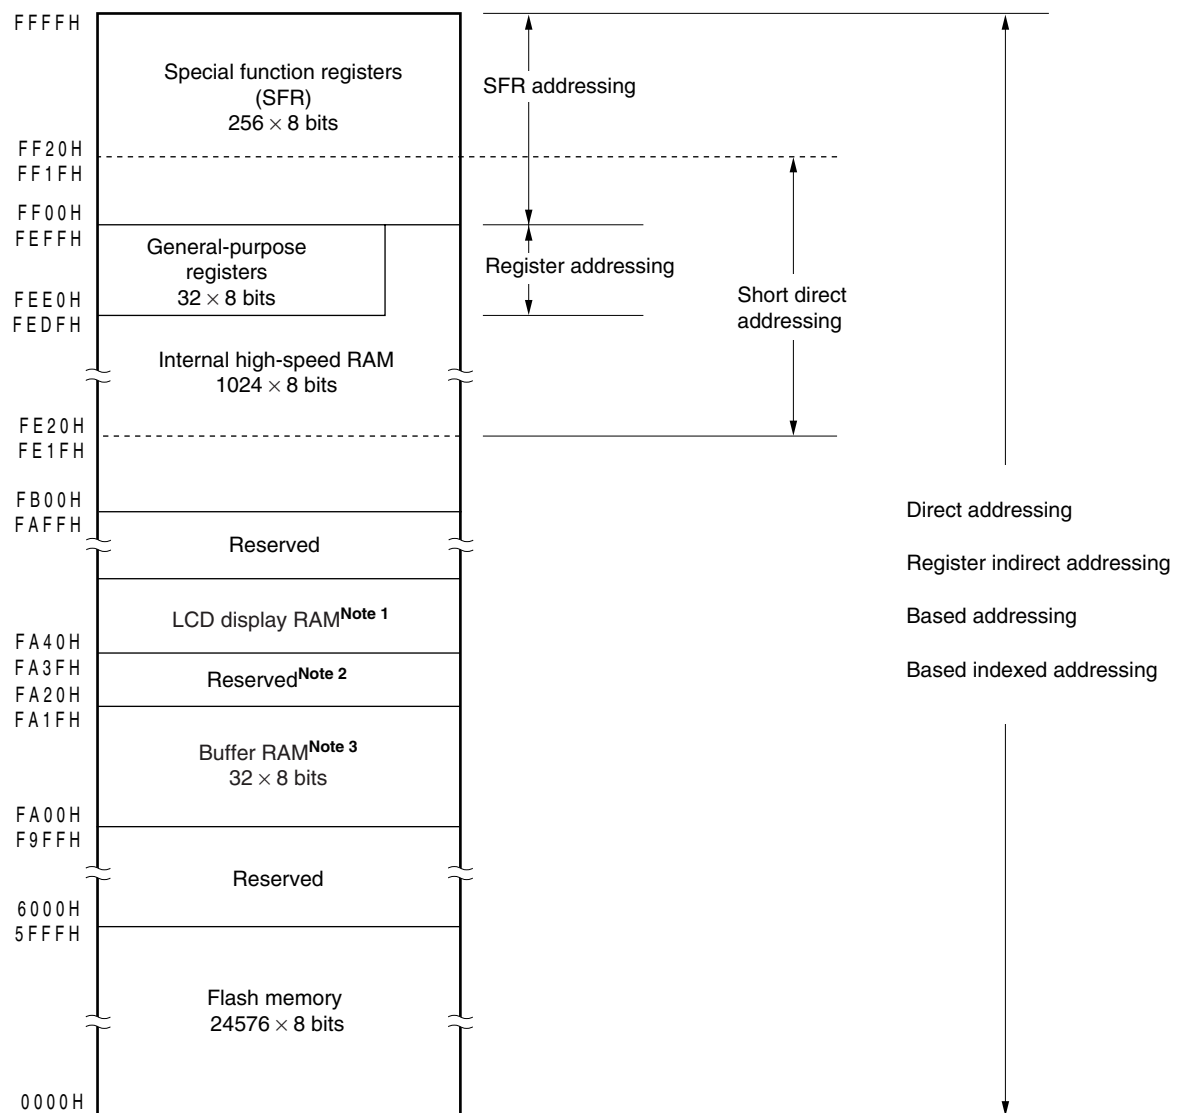 FFFFH
Special function registers
(SFR)
256 × 8 bits
SFR addressing
FF20H
FF1FH
FF00H
FEFFH
General-purpose
registers
32 × 8 bits
Register addressing
FEE0H
FEDFH
Short direct
addressing
Internal high-speed RAM
1024 × 8 bits
FE20H
FE1FH
FB00H
FAFFH
Reserved
Direct addressing
Register indirect addressing
Based addressing
Based indexed addressing
LCD display RAMNote 1
FA40H
FA3FH
ReservedNote 2
FA20H
FA1FH
Buffer RAMNote 3
32 × 8 bits
FA00H
F9FFH
Reserved
6000H
5FFFH
Flash memory
24576 × 8 bits
0000H